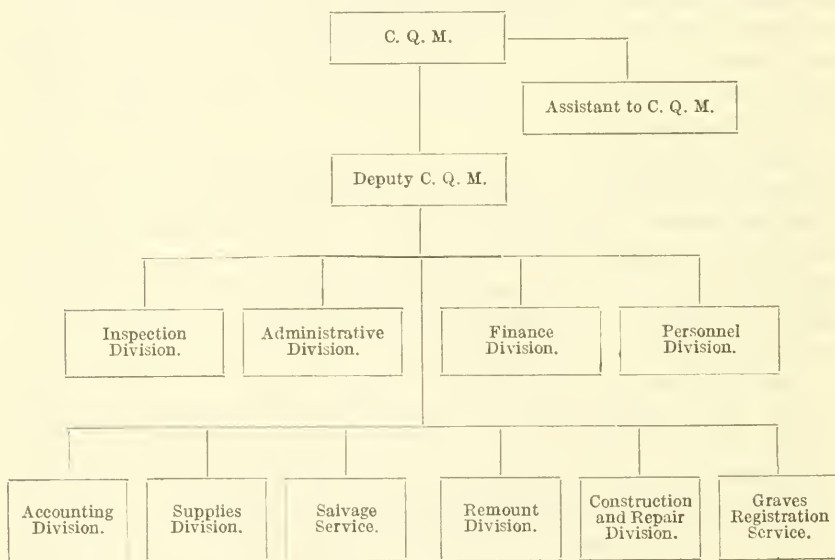 C. Q. M.
Assistant to C. Q. M.
Deputy C. Q. M.
Inspection
Division.
Administrative
Division.
Finance
Division.
Personnel
Division.
Accounting
Division.
Supplies
Division.
Salvage
Service.
Remount
Division.
Construction
and Repair
Division.
Graves
Registration
Service.